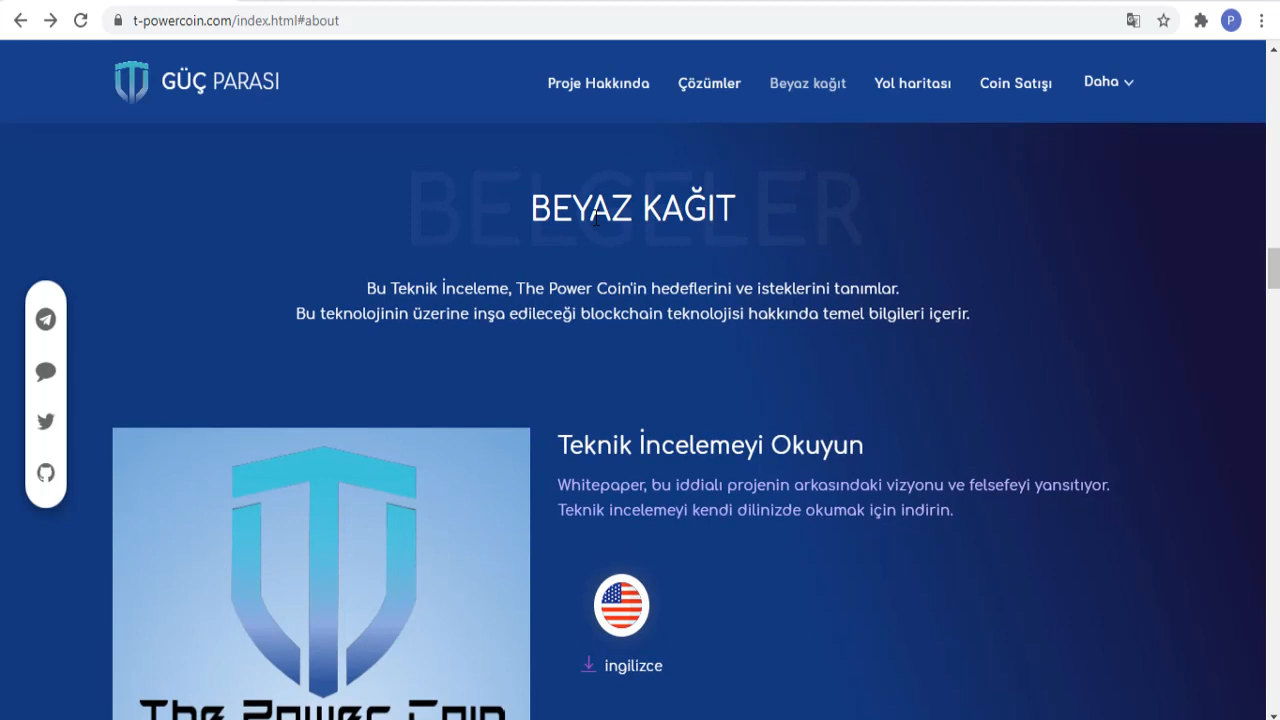 t-powercoin.com/index.html#about
P
GÜÇ PARASI
Proje Hakkında
Çözümler
Beyaz kağıt
Yol haritası
Coin Satışı
Daha
BELGELER
BEYAZ KAĞIT
Bu Teknik İnceleme, The Power Coin'in hedeflerini ve isteklerini tanımlar.
Bu teknolojinin üzerine inşa edileceği blockchain teknolojisi hakkında temel bilgileri içerir.
Teknik İncelemeyi Okuyun
Whitepaper, bu iddialı projenin arkasındaki vizyonu ve felsefeyi yansıtıyor.
Teknik incelemeyi kendi dilinizde okumak için indirin.
ingilizce
The Power Coin